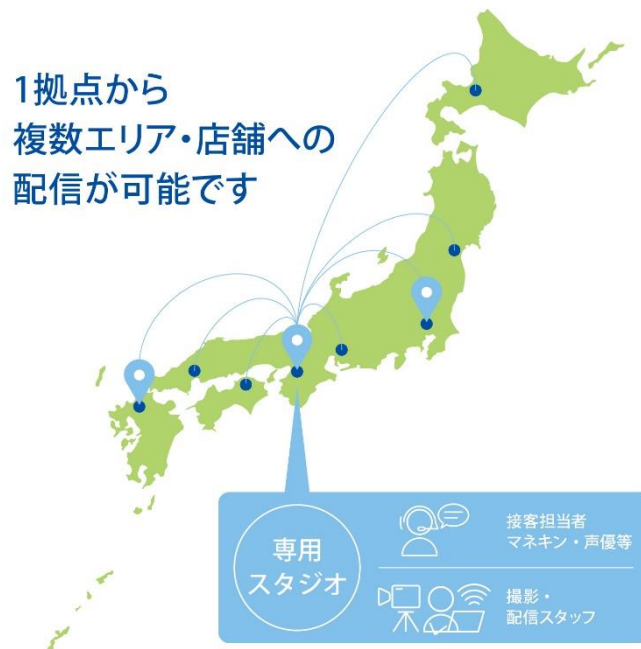 1拠点から
複数エリア・店舗への
配信が可能です
専用
スタジオ
接客担当者
マネキン・声優等
撮影・
配信スタッフ